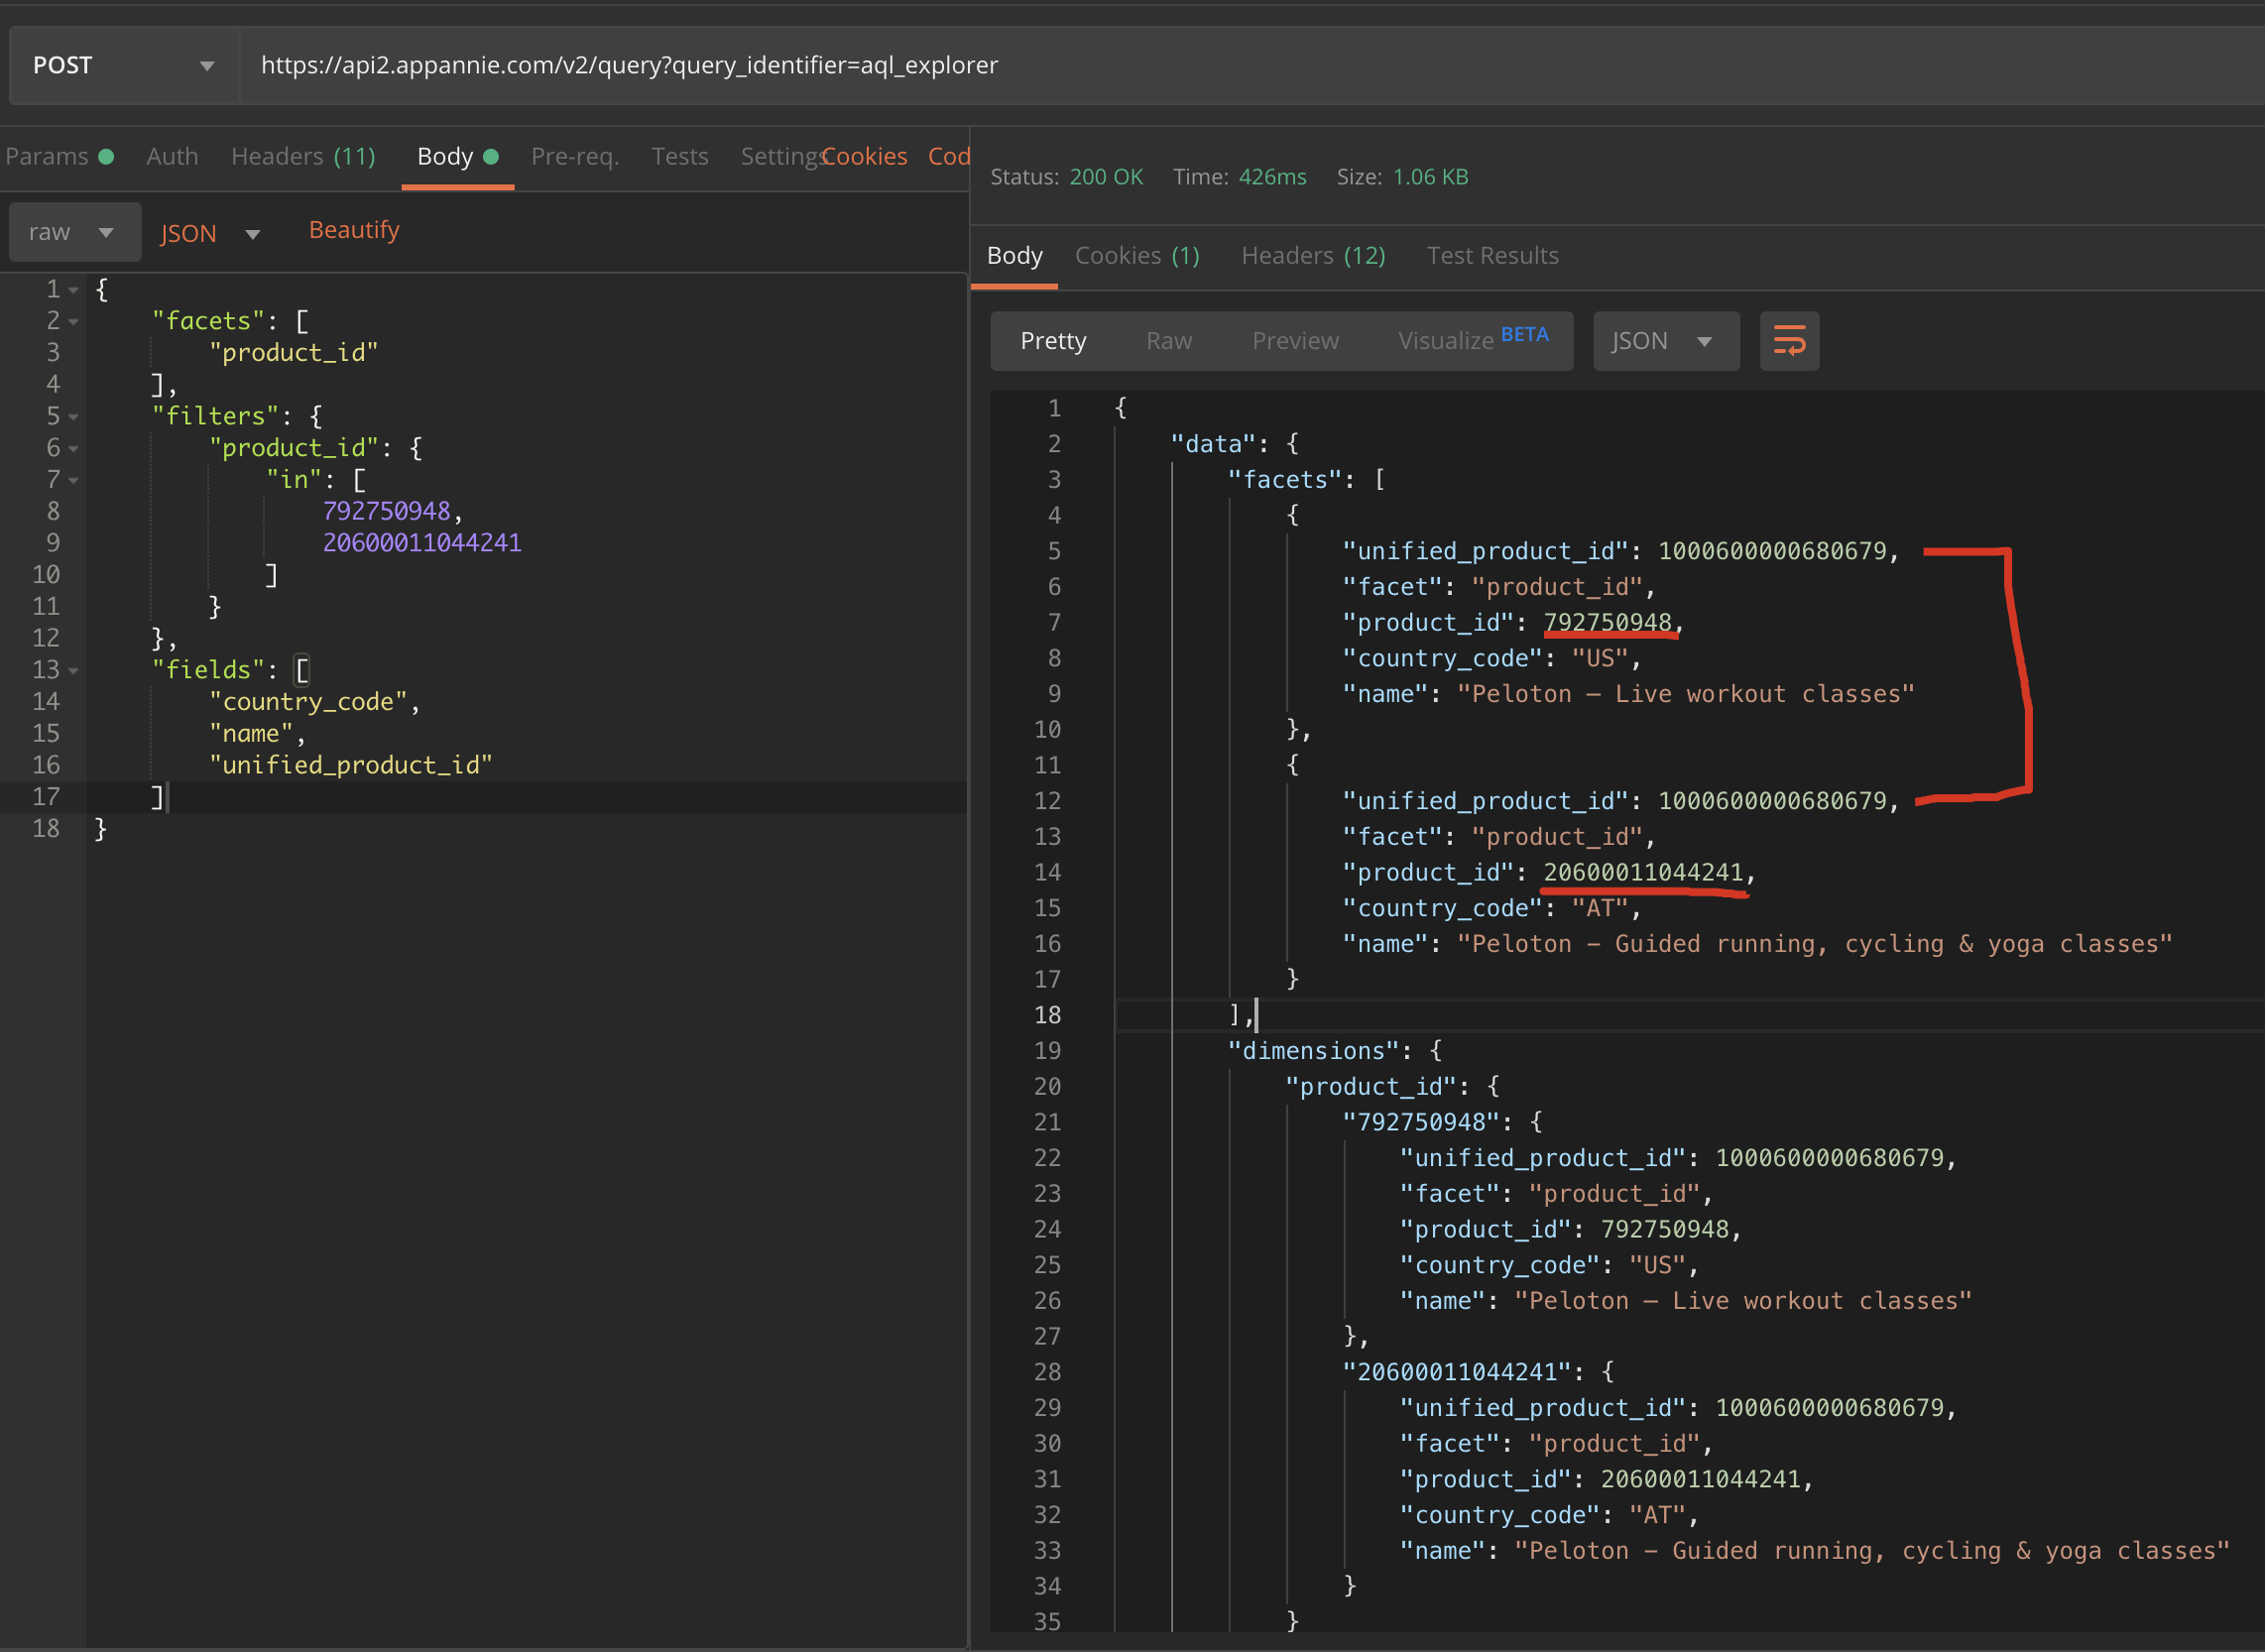 POST
https://api2.appannie.com/v2/query?query_identifier=aql_explorer
Params Auth Headers (11) Body Pre-req. Tests Settings Cookies Cod
raw JSON Beautify
1 {
2 "facets": [
3 "product_id"
4 ],
5 "filters": {
6 "product_id": {
7 "in": [
8 792750948,
9 20600011044241
10 ]
11 }
12 },
13 "fields": [
14 "country_code",
15 "name",
16 "unified_product_id"
17 ]
18 }
Status: 200 OK Time: 426ms Size: 1.06 KB
Body Cookies (1) Headers (12) Test Results
Pretty Raw Preview Visualize BETA JSON
1 {
2 "data": {
3 "facets": [
4 {
5 "unified_product_id": 1000600000680679,
6 "facet": "product_id",
7 "product_id": 792750948,
8 "country_code": "US",
9 "name": "Peloton — Live workout classes"
10 },
11 {
12 "unified_product_id": 1000600000680679,
13 "facet": "product_id",
14 "product_id": 20600011044241,
15 "country_code": "AT",
16 "name": "Peloton – Guided running, cycling & yoga classes"
17 }
18 ],
19 "dimensions": {
20 "product_id": {
21 "792750948": {
22 "unified_product_id": 1000600000680679,
23 "facet": "product_id",
24 "product_id": 792750948,
25 "country_code": "US",
26 "name": "Peloton — Live workout classes"
27 },
28 "20600011044241": {
29 "unified_product_id": 1000600000680679,
30 "facet": "product_id",
31 "product_id": 20600011044241,
32 "country_code": "AT",
33 "name": "Peloton – Guided running, cycling & yoga classes"
34 }
35 }